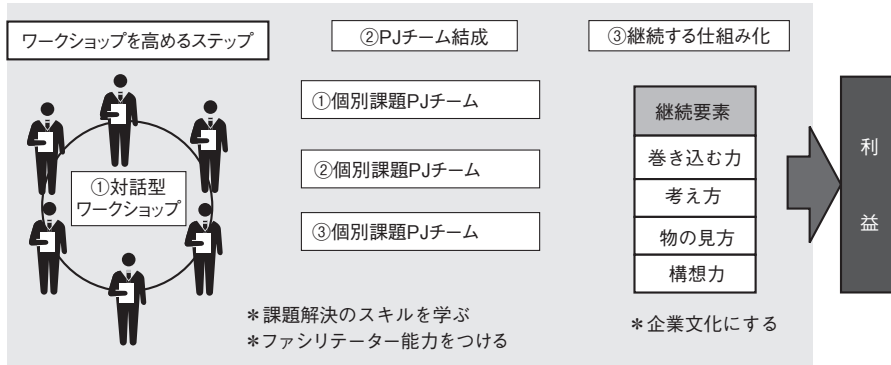 ワークショップを高めるステップ
①対話型
ワークショップ
②PJチーム結成
①個別課題PJチーム
②個別課題PJチーム
③個別課題PJチーム
＊課題解決のスキルを学ぶ
＊ファシリテーター能力をつける
③継続する仕組み化
継続要素
巻き込む力
考え方
物の見方
構想力
＊企業文化にする
利益